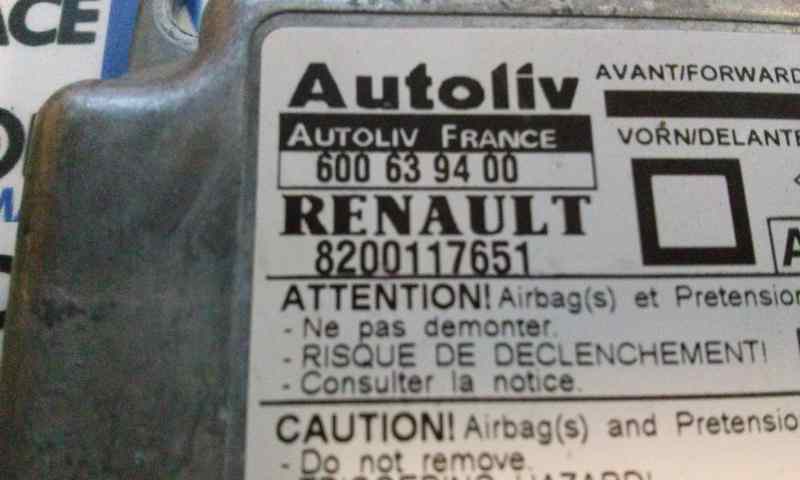 ACE
Autoliv
AUTOLIV FRANCE
600 63 94 00
RENAULT
8200117651
AVANT/FORWARD
VORN/DELANTE
A
ATTENTION! Airbag(s) et Pretensio
- Ne pas demonter.
- RISQUE DE DECLENCHEMENT!
- Consulter la notice.
CAUTION! Airbag(s) and Pretensio
- Do not remove.